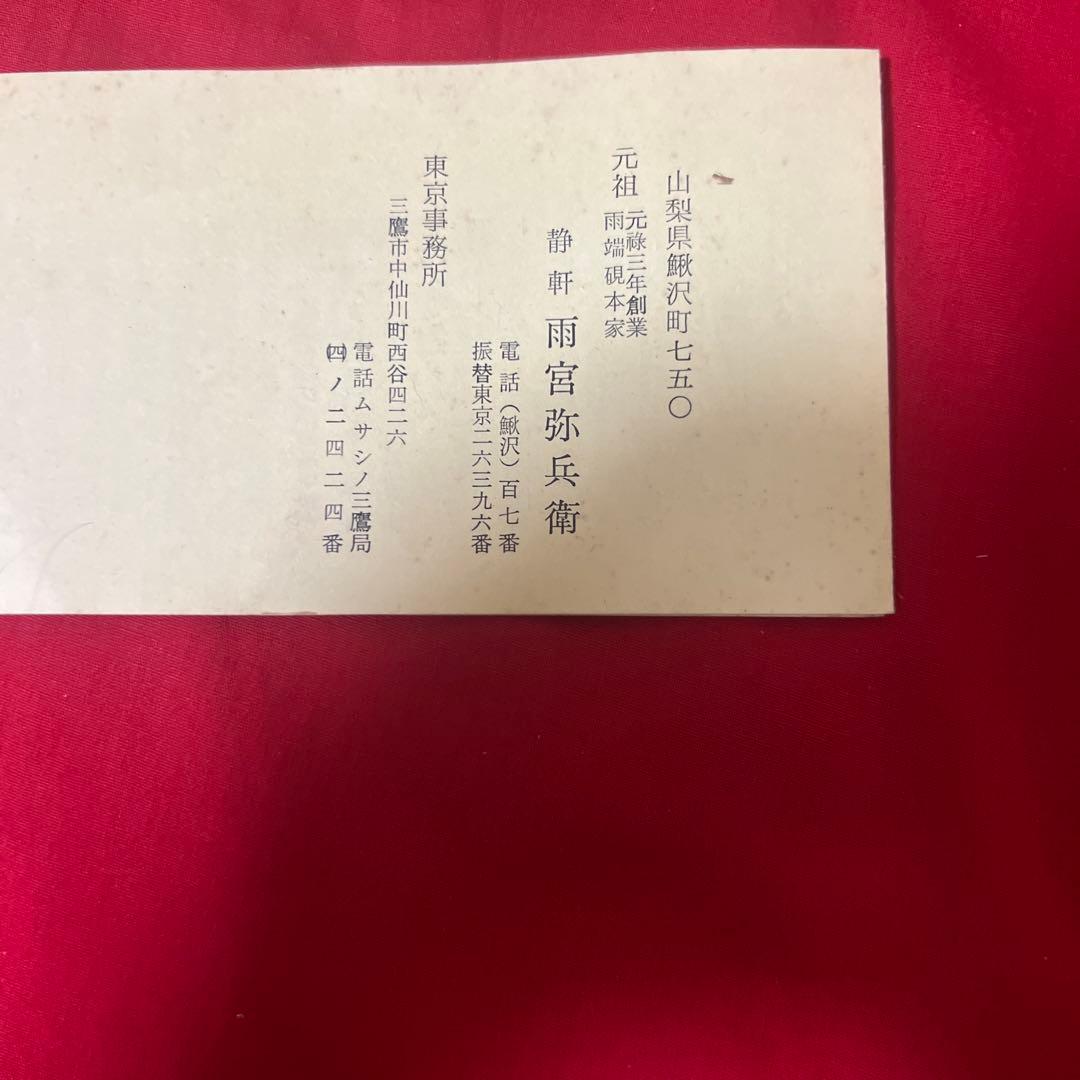 山梨県鰍沢町七五〇
元祖 元祿三年創業
雨端硯本家
静軒 雨宮弥兵衛
電話(鰍沢)百七番
振替東京二六三九六番
東京事務所
三鷹市中仙川町西谷四二六
電話ムサシノ三鷹局
㈣ノ二四二四番